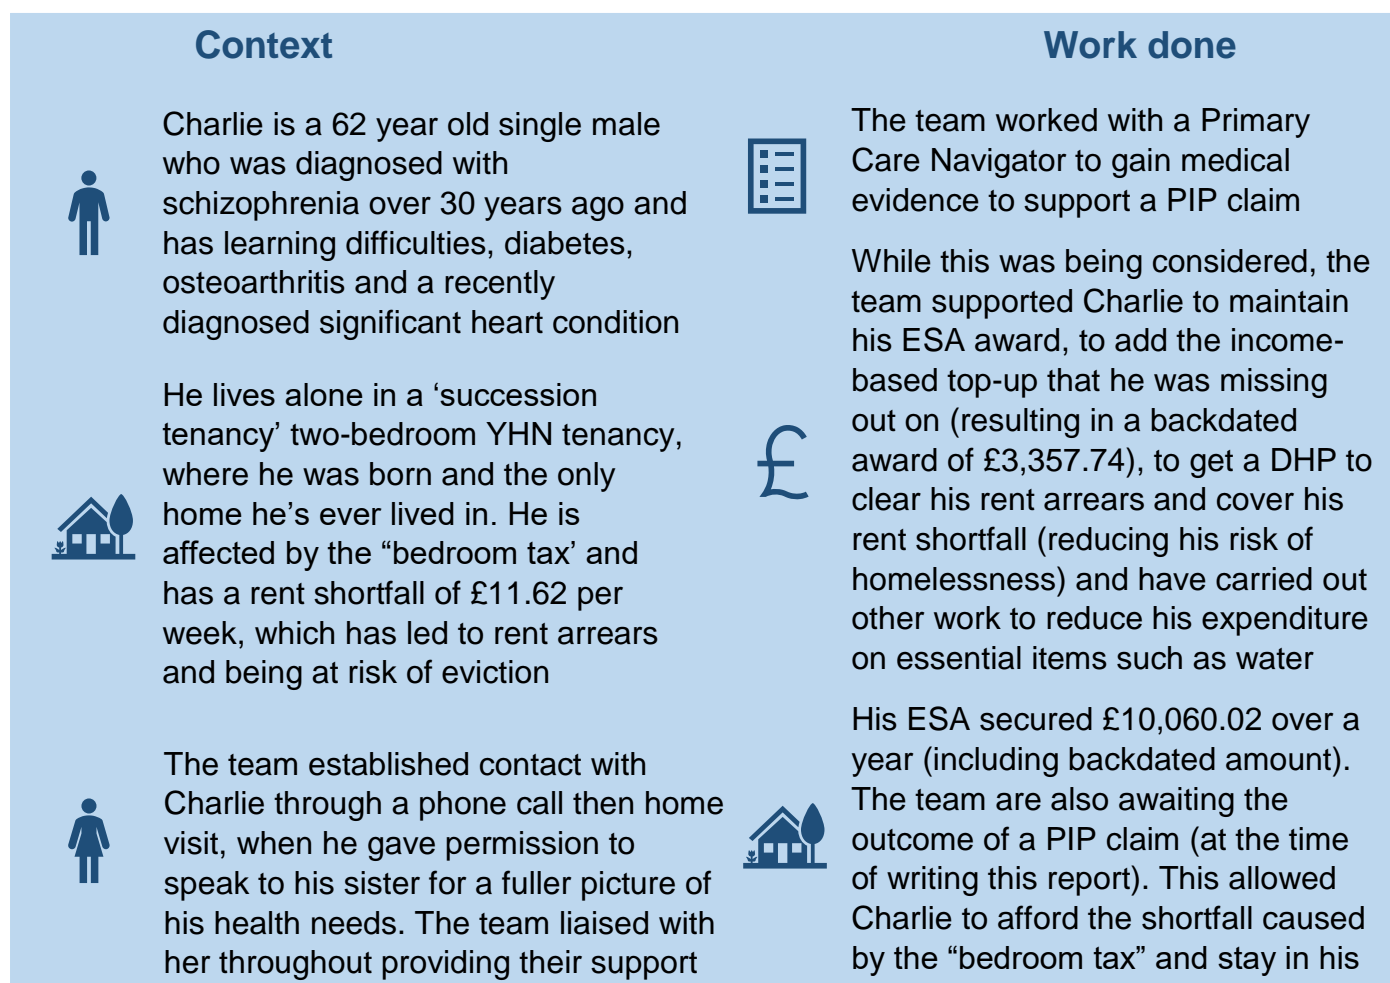 Context
Charlie is a 62 year old single male
who was diagnosed with
schizophrenia over 30 years ago and
has learning difficulties, diabetes,
osteoarthritis and a recently
diagnosed significant heart condition
He lives alone in a ‘succession
tenancy’ two-bedroom YHN tenancy,
where he was born and the only
home he’s ever lived in. He is
affected by the “bedroom tax’ and
has a rent shortfall of £11.62 per
week, which has led to rent arrears
and being at risk of eviction
The team established contact with
Charlie through a phone call then home
visit, when he gave permission to
speak to his sister for a fuller picture of
his health needs. The team liaised with
her throughout providing their support
Work done
The team worked with a Primary
Care Navigator to gain medical
evidence to support a PIP claim
While this was being considered, the
team supported Charlie to maintain
his ESA award, to add the income-
based top-up that he was missing
out on (resulting in a backdated
award of £3,357.74), to get a DHP to
clear his rent arrears and cover his
rent shortfall (reducing his risk of
homelessness) and have carried out
other work to reduce his expenditure
on essential items such as water
£
His ESA secured £10,060.02 over a
year (including backdated amount).
The team are also awaiting the
outcome of a PIP claim (at the time
of writing this report). This allowed
Charlie to afford the shortfall caused
by the “bedroom tax” and stay in his